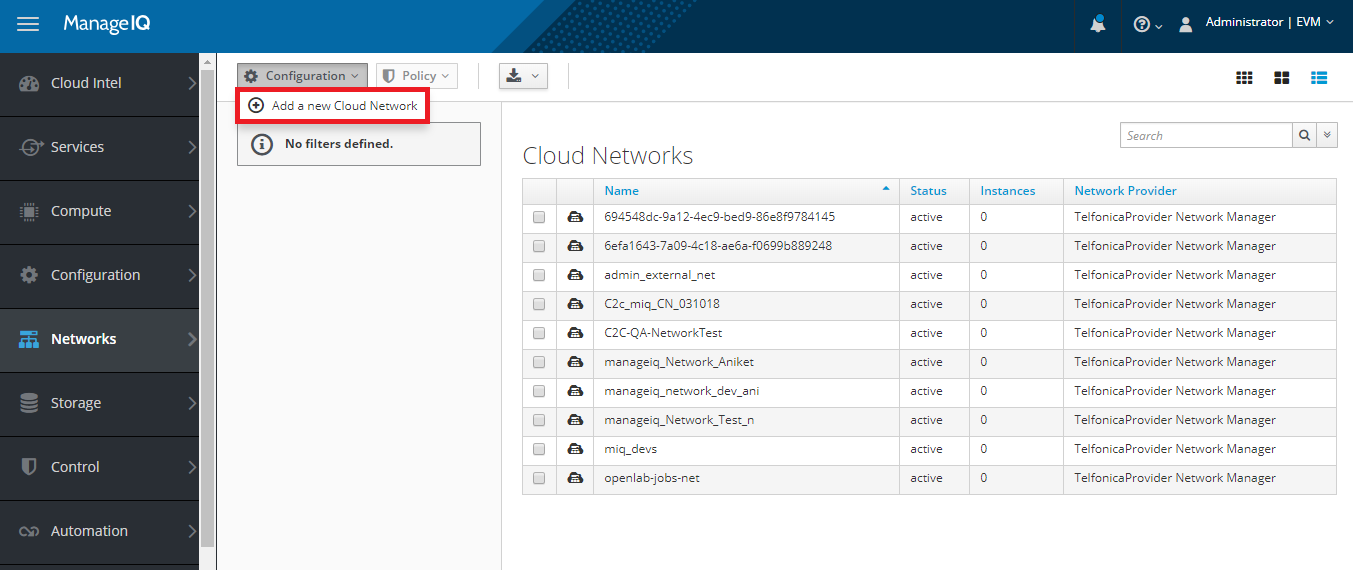 ManageIQ
Administrator | EVM
Cloud Intel
Services
Compute
Configuration
Networks
Storage
Control
Automation
Configuration
Policy
Add a new Cloud Network
No filters defined.
Search
Cloud Networks
Name Status Instances Network Provider
694548dc-9a12-4ec9-bed9-86e8f9784145 active 0 TelfonicaProvider Network Manager
6efa1643-7a09-4c18-ae6a-f0699b889248 active 0 TelfonicaProvider Network Manager
admin_external_net active 0 TelfonicaProvider Network Manager
C2c_miq_CN_031018 active 0 TelfonicaProvider Network Manager
C2C-QA-NetworkTest active 0 TelfonicaProvider Network Manager
manageiq_Network_Aniket active 0 TelfonicaProvider Network Manager
manageiq_network_dev_ani active 0 TelfonicaProvider Network Manager
manageiq_Network_Test_n active 0 TelfonicaProvider Network Manager
miq_devs active 0 TelfonicaProvider Network Manager
openlab-jobs-net active 0 TelfonicaProvider Network Manager